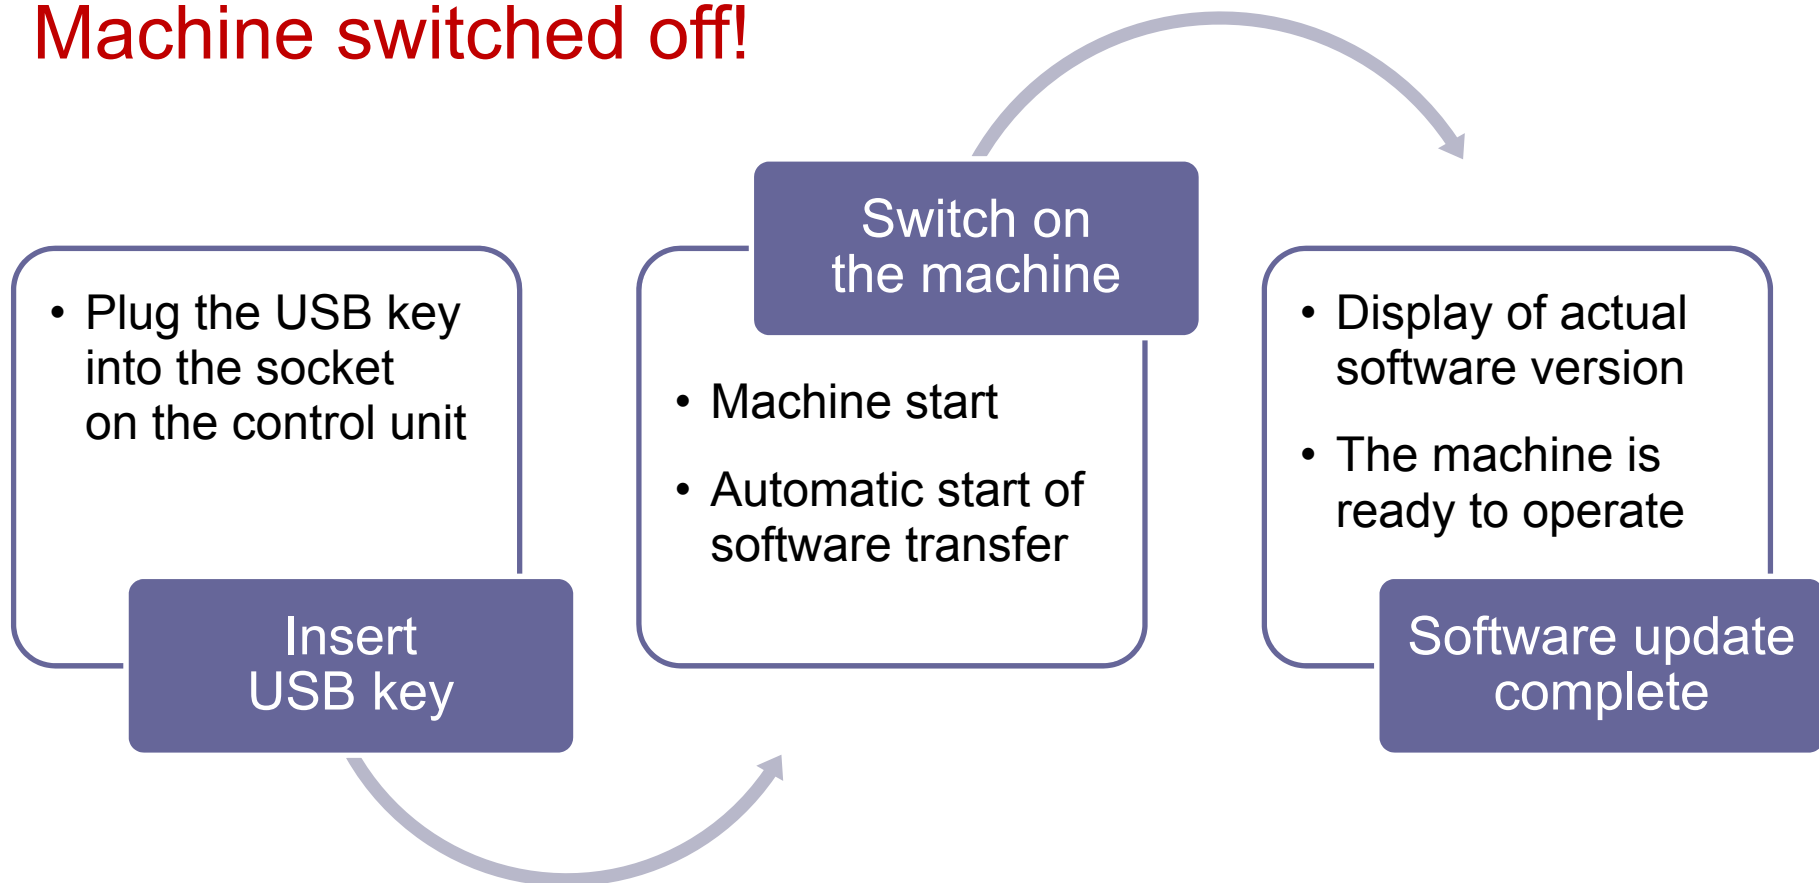 Machine switched off!
• Plug the USB key
into the socket
on the control unit
Insert
USB key
Switch on
the machine
• Machine start
• Automatic start of
software transfer
• Display of actual
software version
• The machine is
ready to operate
Software update
complete